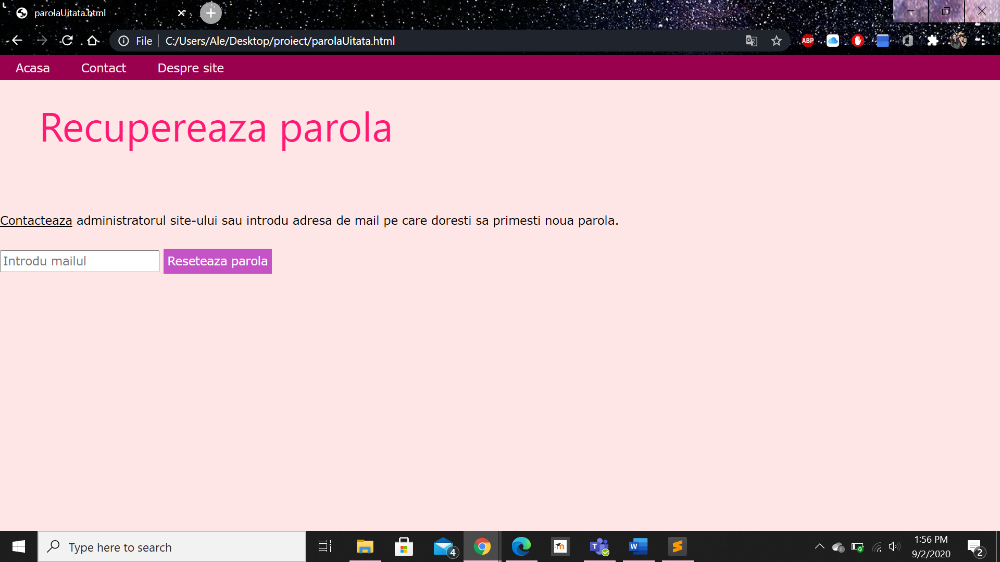 parolaUitata.html
File
C:/Users/Ale/Desktop/proiect/parolaUitata.html
ABP
Acasa
Contact
Despre site
Recupereaza parola
Contacteaza administratorul site-ului sau introdu adresa de mail pe care doresti sa primesti noua parola.
Introdu mailul
Reseteaza parola
Type here to search
4
m
T
W
1:56 PM
9/2/2020
2